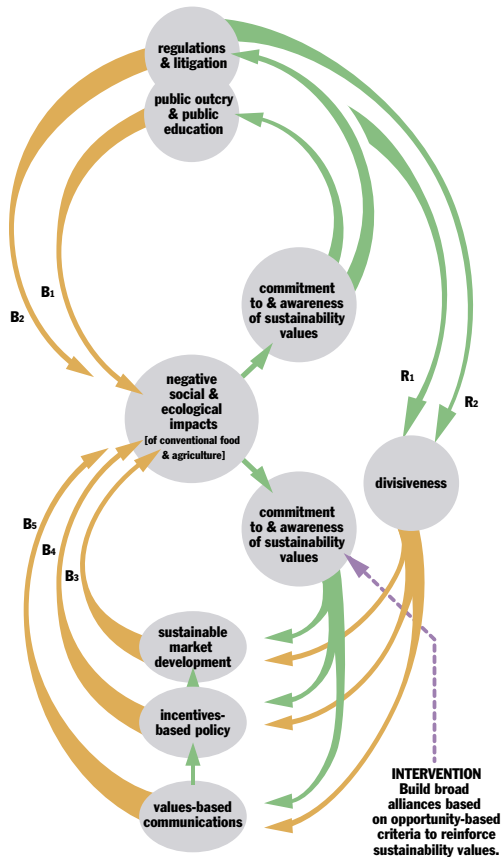 regulations
& litigation
public outcry
& public
education
B1
B2
commitment
to & awareness
of sustainability
values
negative
social &
ecological
impacts
[of conventional food
& agriculture]
R1
R2
divisiveness
commitment
to & awareness
of sustainability
values
B5
B4
B3
sustainable
market
development
incentives-
based policy
values-based
communications
INTERVENTION
Build broad
alliances based
on opportunity-based
criteria to reinforce
sustainability values.